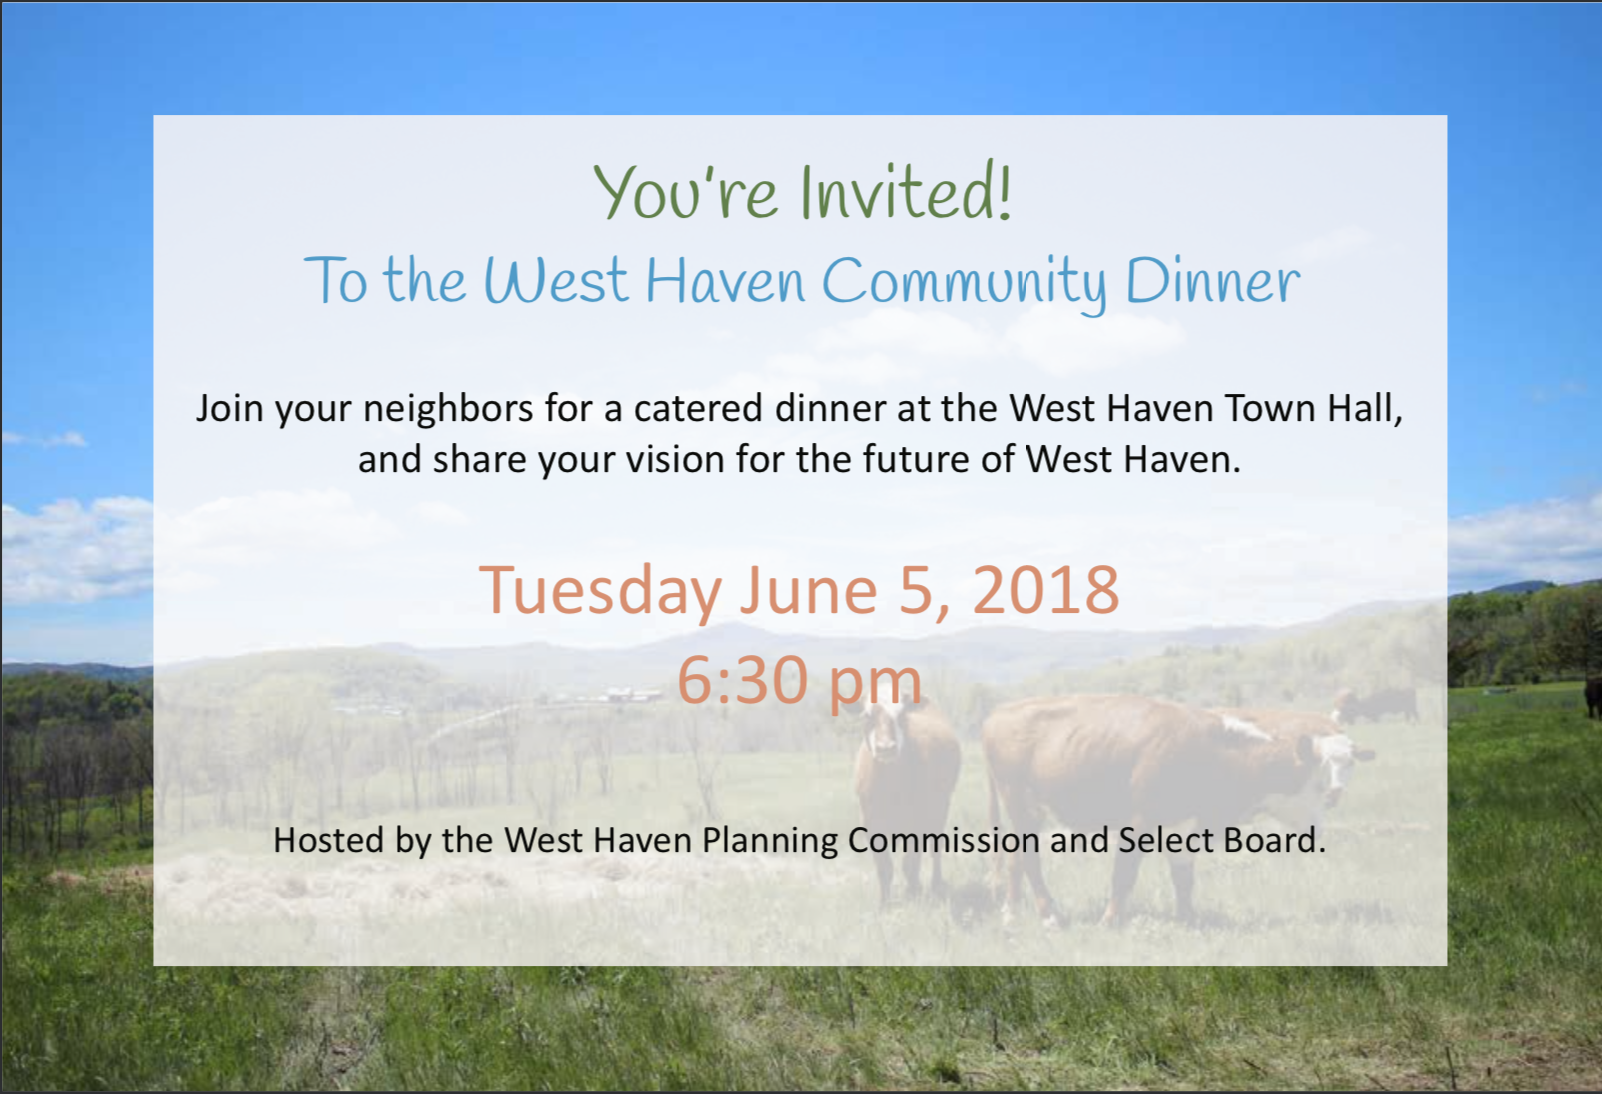 You're Invited!
To the West Haven Community Dinner
Join your neighbors for a catered dinner at the West Haven Town Hall,
and share your vision for the future of West Haven.
Tuesday June 5, 2018
6:30 pm
Hosted by the West Haven Planning Commission and Select Board.